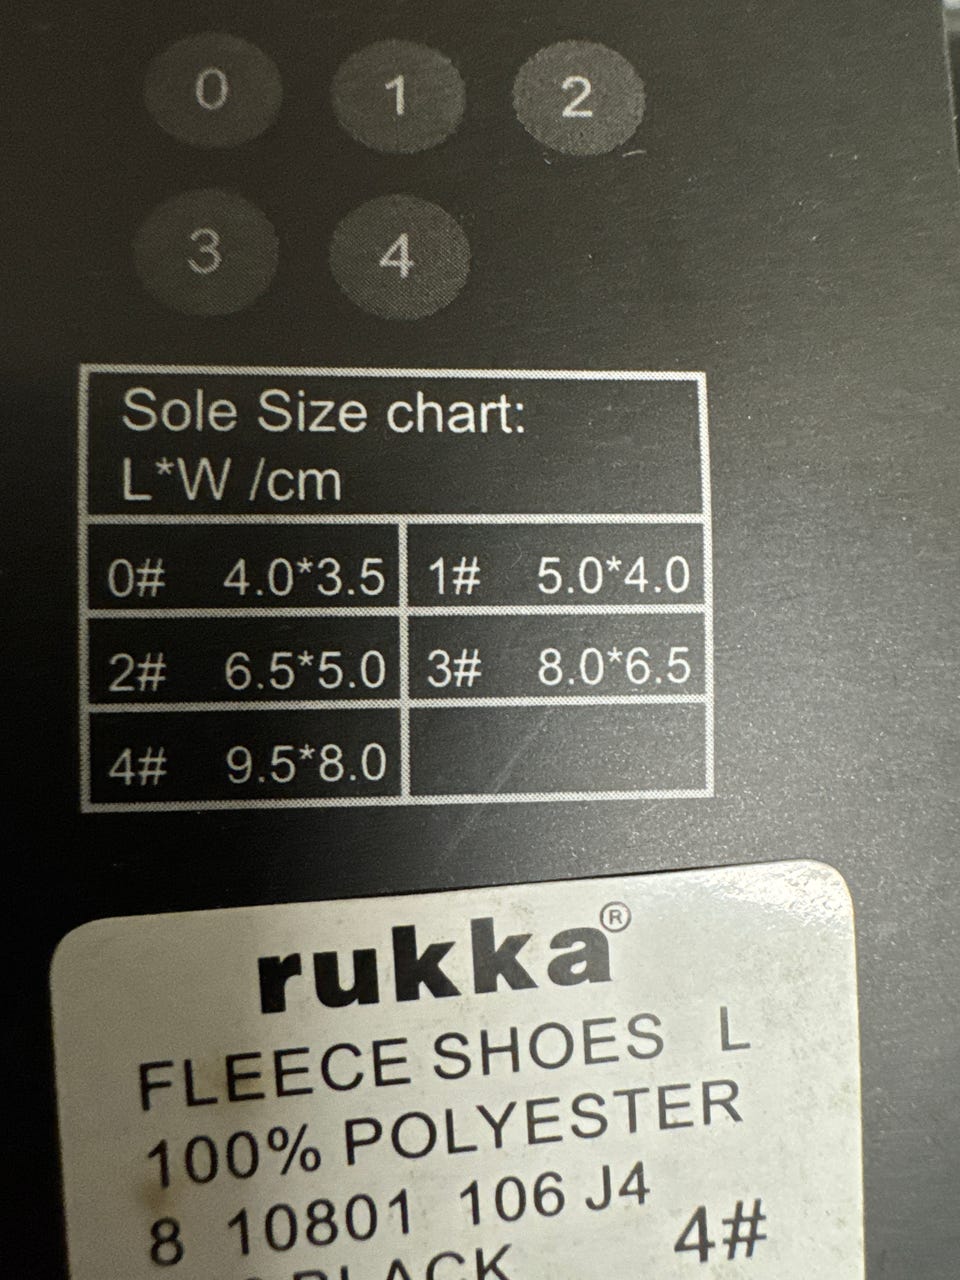 0 1 2
3 4
Sole Size chart:
L*W /cm
0# 4.0*3.5 1# 5.0*4.0
2# 6.5*5.0 3# 8.0*6.5
4# 9.5*8.0
rukka®
FLEECE SHOES L
100% POLYESTER
8 10801 106 J4
4#
BLACK